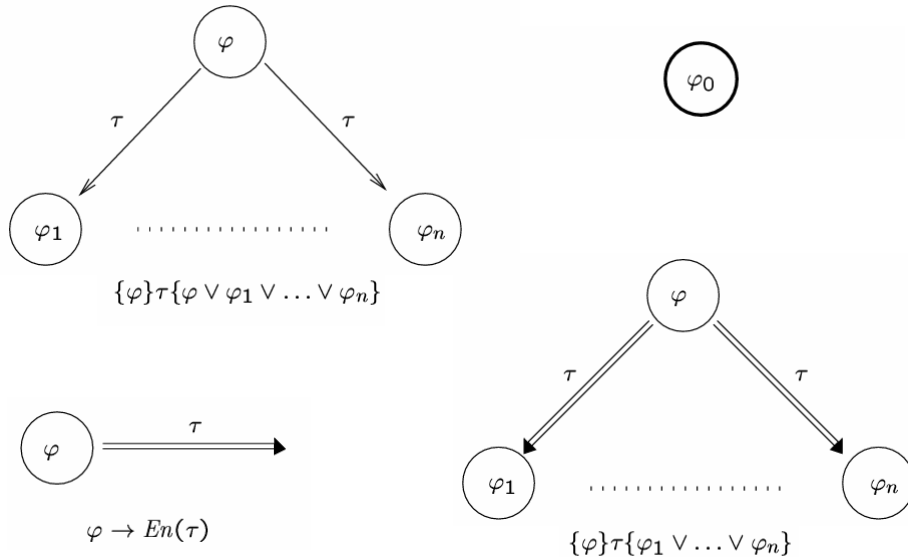 φ
φ₀
τ τ
φ₁ φₙ
{φ}τ{φ ∨ φ₁ ∨ … ∨ φₙ}
φ
τ τ
φ τ
φ₁ φₙ
φ → En(τ)
{φ}τ{φ₁ ∨ … ∨ φₙ}